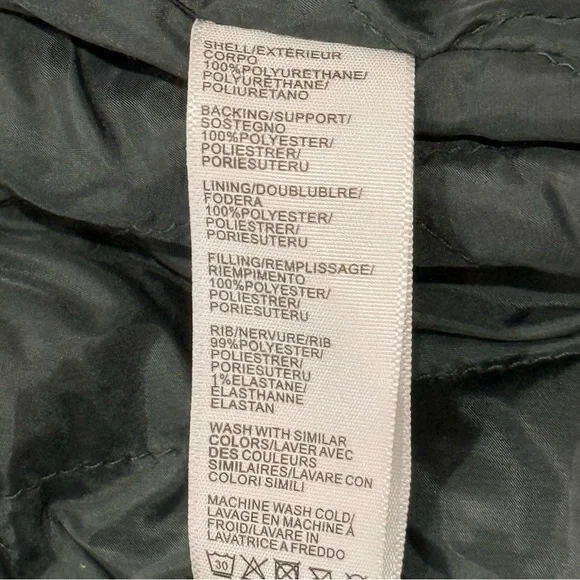 SHELL/EXTÉRIEUR
CORPO
100%POLYURETHANE/
POLYURÉTHANE/
POLIURETANO
BACKING/SUPPORT/
SOSTEGNO
100%POLYESTER/
POLIESTRER/
PORIESUTERU
LINING/DOUBLUBLRE/
FODERA
100%POLYESTER/
POLIESTRER/
PORIESUTERU
FILLING/REMPLISSAGE/
RIEMPIMENTO
100%POLYESTER/
POLIESTRER/
PORIESUTERU
RIB/NERVURE/RIB
99%POLYESTER/
POLIESTRER/
PORIESUTERU
1%ELASTANE/
ÉLASTHANNE
ELASTAN
WASH WITH SIMILAR
COLORS/LAVER AVEC
DES COULEURS
SIMILAIRES/LAVARE CON
COLORI SIMILI
MACHINE WASH COLD/
LAVAGE EN MACHINE À
FROID/LAVARE IN
LAVATRICE A FREDDO
30